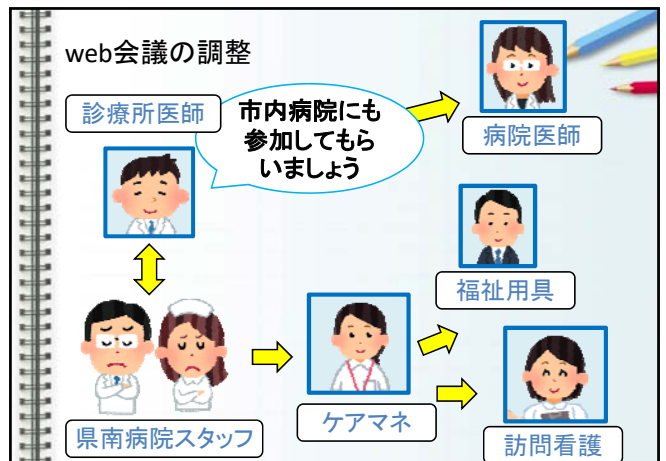 web会議の調整
診療所医師
市内病院にも
参加してもら
いましょう
病院医師
福祉用具
県南病院スタッフ
ケアマネ
訪問看護